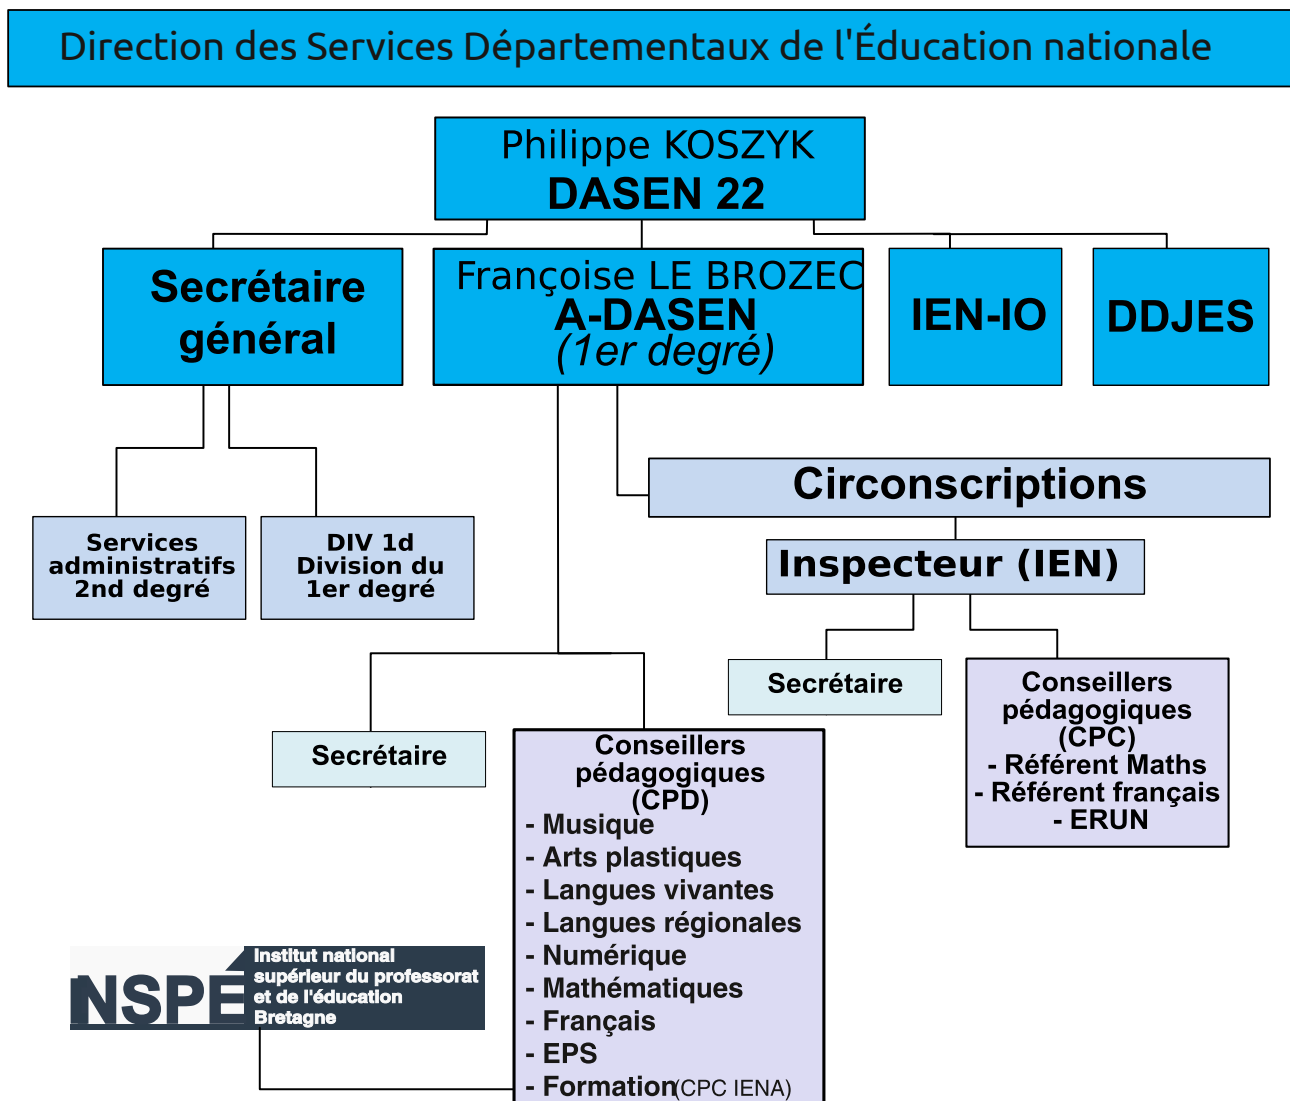 Direction des Services Départementaux de l'Éducation nationale
Philippe KOSZYK
DASEN 22
Secrétaire
général
Françoise LE BROZEC
A-DASEN
(1er degré)
IEN-IO
DDJES
Services
administratifs
2nd degré
DIV 1d
Division du
1er degré
Circonscriptions
Inspecteur (IEN)
Secrétaire
Conseillers
pédagogiques
(CPC)
- Référent Maths
- Référent français
- ERUN
Secrétaire
Conseillers
pédagogiques
(CPD)
- Musique
- Arts plastiques
- Langues vivantes
- Langues régionales
- Numérique
- Mathématiques
- Français
- EPS
- Formation (CPC IENA)
INSPÉ
Institut national
supérieur du professorat
et de l'éducation
Bretagne